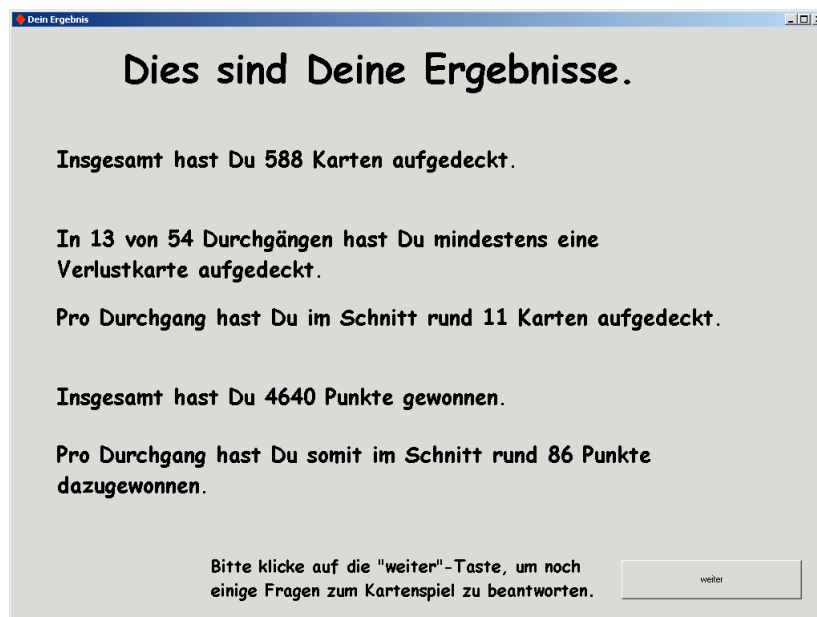 Dein Ergebnis
Dies sind Deine Ergebnisse.
Insgesamt hast Du 588 Karten aufgedeckt.
In 13 von 54 Durchgängen hast Du mindestens eine
Verlustkarte aufgedeckt.
Pro Durchgang hast Du im Schnitt rund 11 Karten aufgedeckt.
Insgesamt hast Du 4640 Punkte gewonnen.
Pro Durchgang hast Du somit im Schnitt rund 86 Punkte
dazugewonnen.
Bitte klicke auf die "weiter"-Taste, um noch
einige Fragen zum Kartenspiel zu beantworten.
weiter